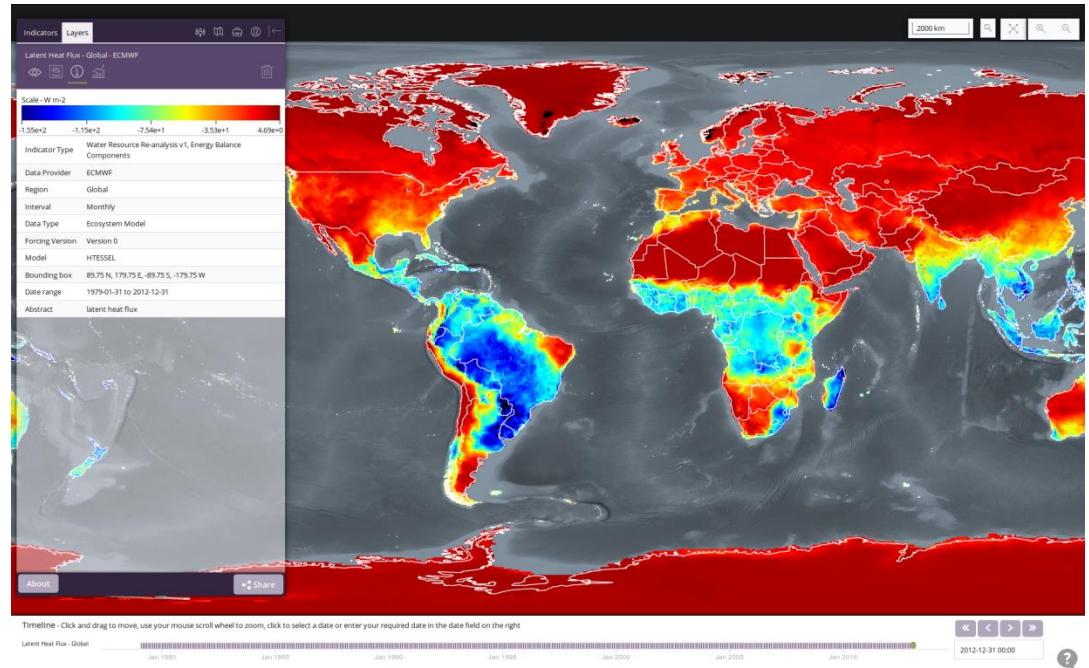 Indicators Layers
2000 km
Latent Heat Flux - Global - ECMWF
Scale - W m-2
-1.55e+2 -1.15e+2 -7.54e+1 -3.53e+1 4.69e+0
Indicator Type Water Resource Re-analysis v1, Energy Balance
Components
Data Provider ECMWF
Region Global
Interval Monthly
Data Type Ecosystem Model
Forcing Version Version 0
Model HTESSEL
Bounding box 89.75 N, 179.75 E, -89.75 S, -179.75 W
Date range 1979-01-31 to 2012-12-31
Abstract latent heat flux
About Share
Timeline - Click and drag to move, use your mouse scroll wheel to zoom, click to select a date or enter your required date in the date field on the right
Latent Heat Flux - Global
Jan 1980 Jan 1985 Jan 1990 Jan 1995 Jan 2000 Jan 2005 Jan 2010
2012-12-31 00:00
?